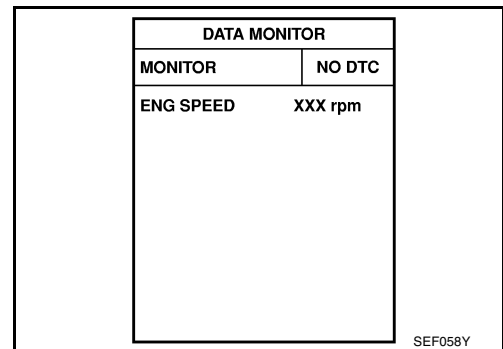 DATA MONITOR
MONITOR NO DTC
ENG SPEED XXX rpm
SEF058Y